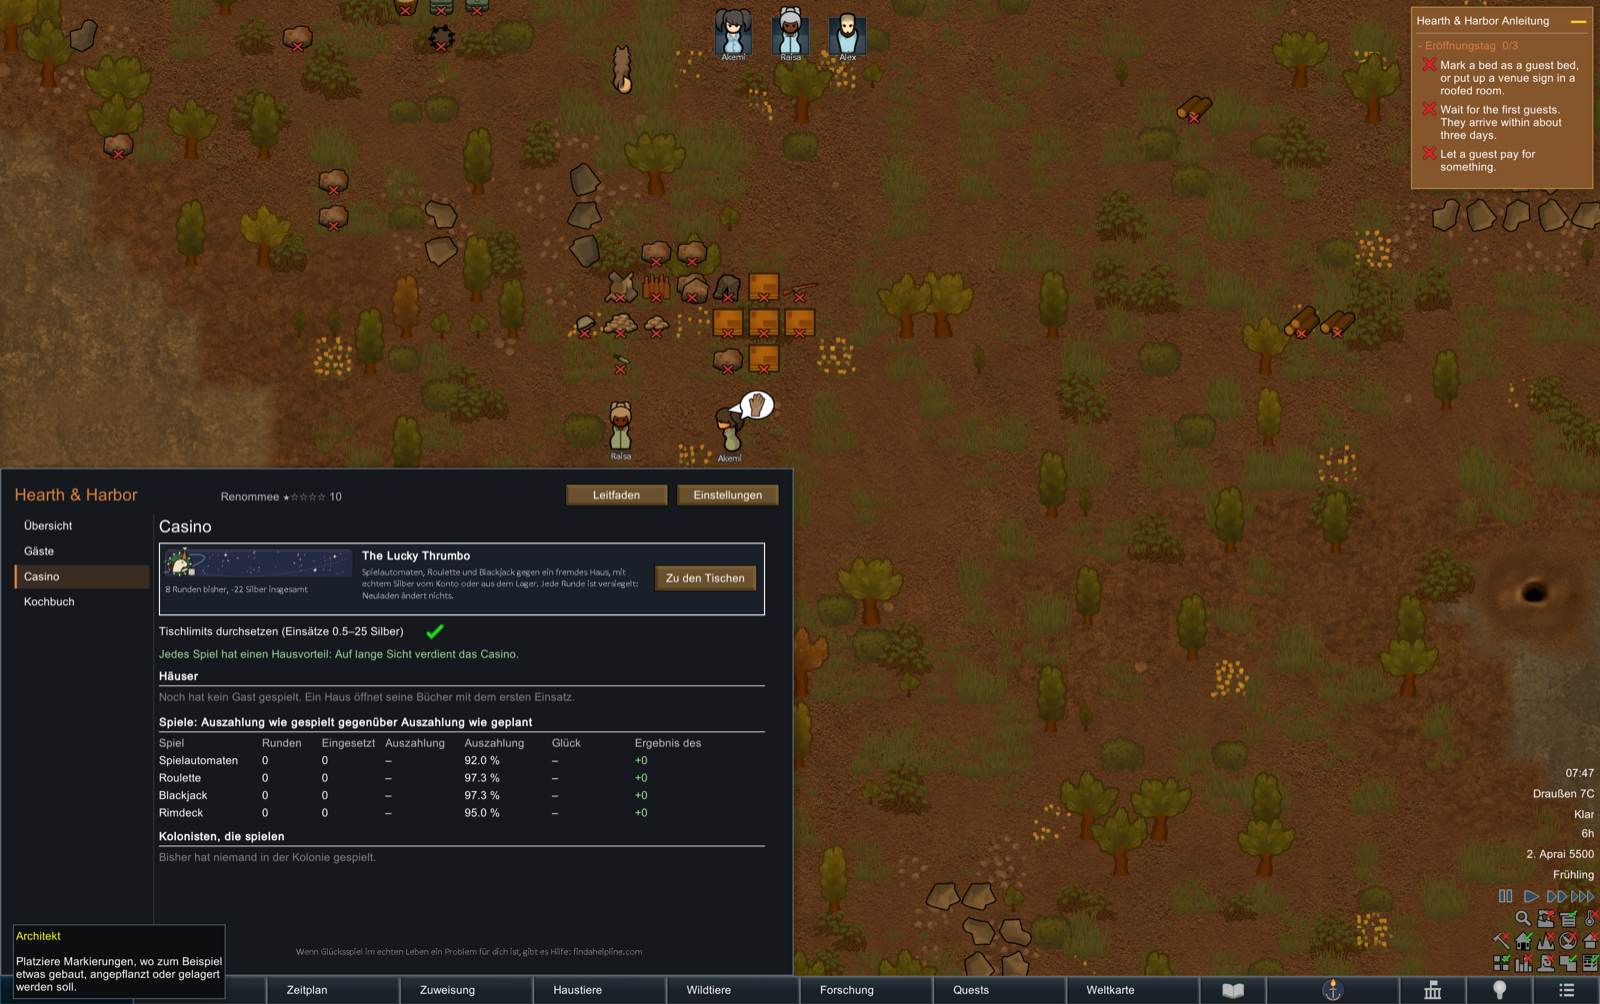 Akemi
Raisa
Alex
Hearth & Harbor Anleitung
- Eröffnungstag 0/3
Mark a bed as a guest bed,
or put up a venue sign in a
roofed room.
Wait for the first guests.
They arrive within about
three days.
Let a guest pay for
something.
Raisa
Akemi
Hearth & Harbor
Renommee ★☆☆☆☆ 10
Leitfaden
Einstellungen
Übersicht
Gäste
Casino
Kochbuch
Casino
The Lucky Thrumbo
Spielautomaten, Roulette und Blackjack gegen ein fremdes Haus, mit
echtem Silber vom Konto oder aus dem Lager. Jede Runde ist versiegelt:
Neuladen ändert nichts.
8 Runden bisher, -22 Silber insgesamt
Zu den Tischen
Tischlimits durchsetzen (Einsätze 0.5–25 Silber)
Jedes Spiel hat einen Hausvorteil: Auf lange Sicht verdient das Casino.
Häuser
Noch hat kein Gast gespielt. Ein Haus öffnet seine Bücher mit dem ersten Einsatz.
Spiele: Auszahlung wie gespielt gegenüber Auszahlung wie geplant
Spiel Runden Eingesetzt Auszahlung Auszahlung Glück Ergebnis des
Spielautomaten 0 0 – 92.0 % – +0
Roulette 0 0 – 97.3 % – +0
Blackjack 0 0 – 97.3 % – +0
Rimdeck 0 0 – 95.0 % – +0
Kolonisten, die spielen
Bisher hat niemand in der Kolonie gespielt.
Wenn Glücksspiel im echten Leben ein Problem für dich ist, gibt es Hilfe: findahelpline.com
Architekt
Platziere Markierungen, wo zum Beispiel
etwas gebaut, angepflanzt oder gelagert
werden soll.
07:47
Draußen 7C
Klar
6h
2. Aprai 5500
Frühling
Zeitplan
Zuweisung
Haustiere
Wildtiere
Forschung
Quests
Weltkarte